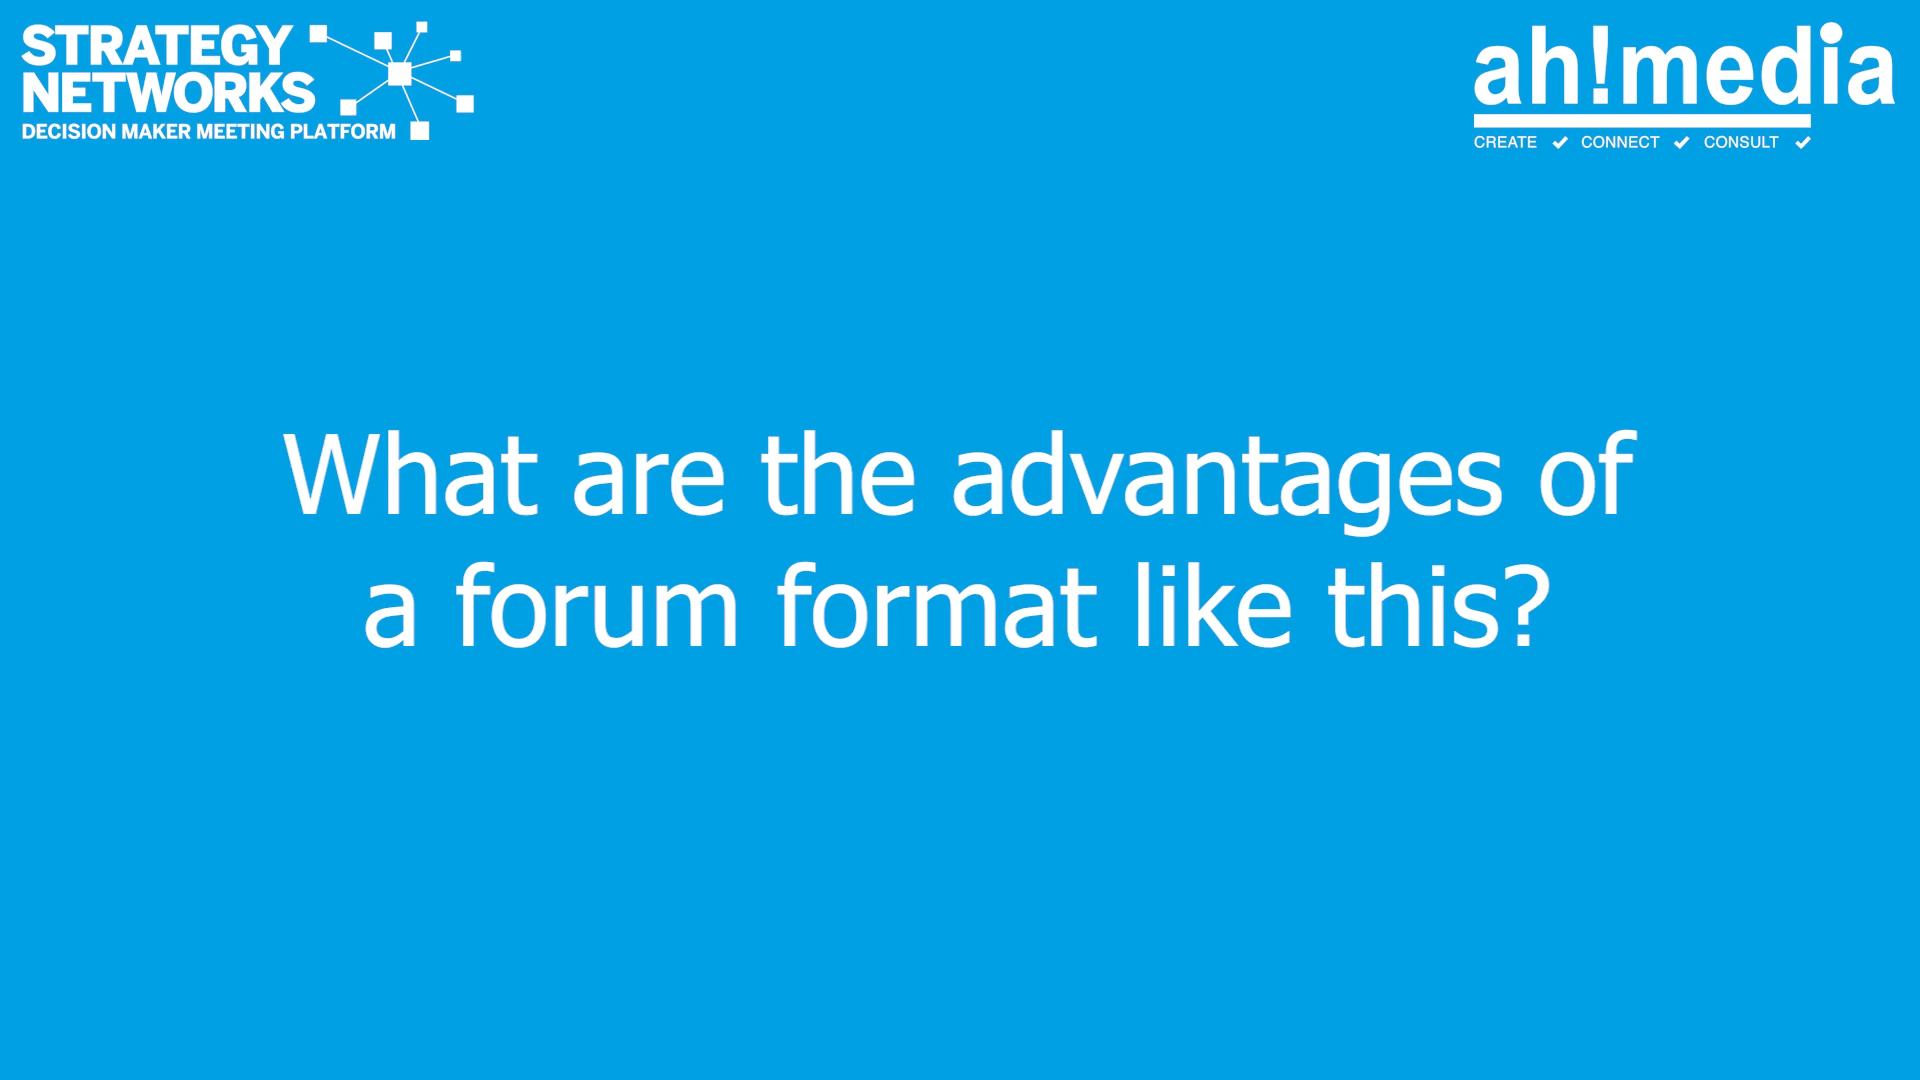 STRATEGY
NETWORKS
DECISION MAKER MEETING PLATFORM
ah!media
CREATE ✔ CONNECT ✔ CONSULT ✔
What are the advantages of
a forum format like this?